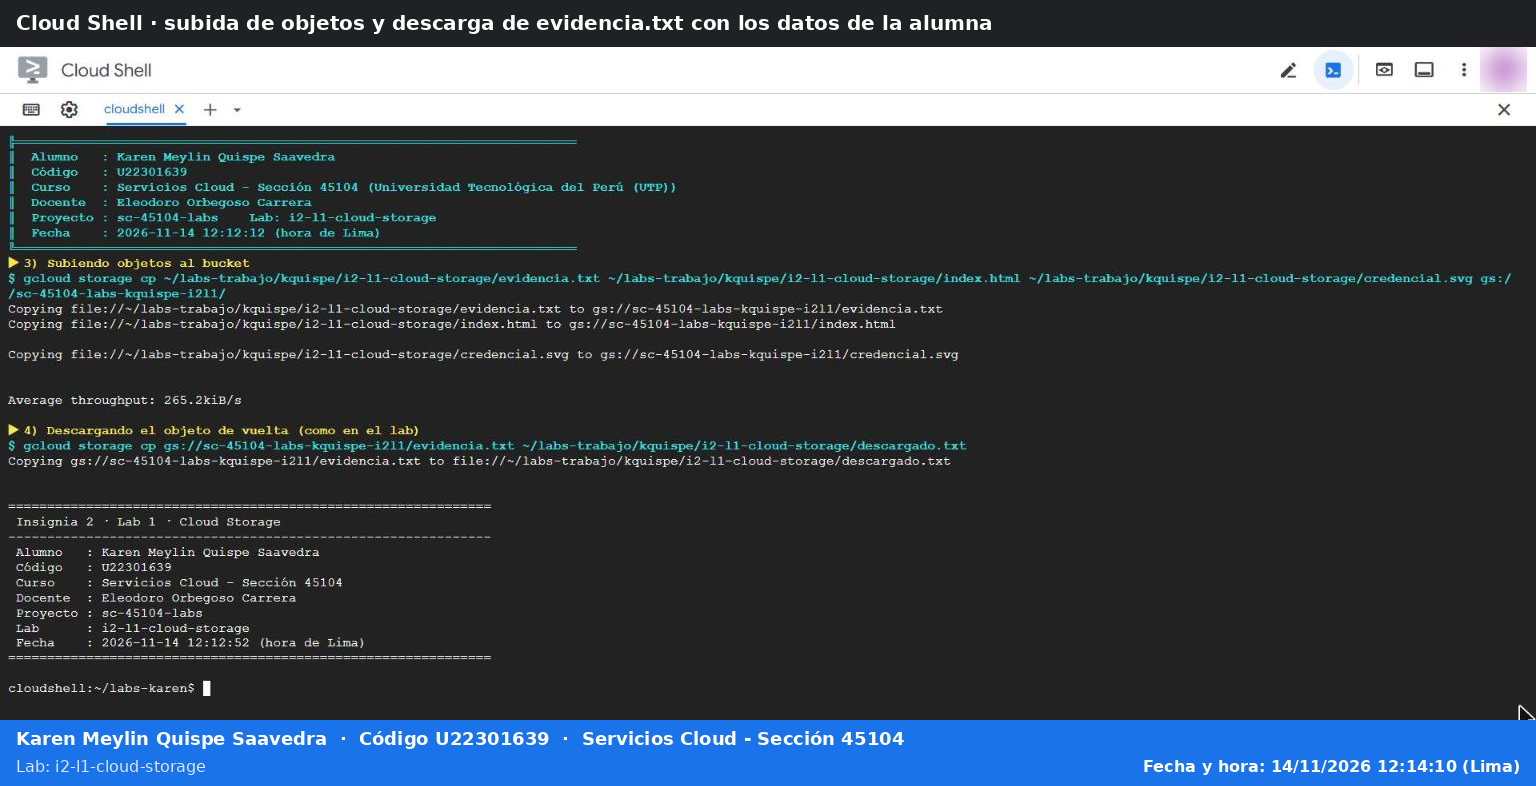 Cloud Shell · subida de objetos y descarga de evidencia.txt con los datos de la alumna
Cloud Shell
cloudshell
Alumno : Karen Meylin Quispe Saavedra
Código : U22301639
Curso : Servicios Cloud - Sección 45104 (Universidad Tecnológica del Perú (UTP))
Docente : Eleodoro Orbegoso Carrera
Proyecto : sc-45104-labs Lab: i2-l1-cloud-storage
Fecha : 2026-11-14 12:12:12 (hora de Lima)
▶ 3) Subiendo objetos al bucket
$ gcloud storage cp ~/labs-trabajo/kquispe/i2-l1-cloud-storage/evidencia.txt ~/labs-trabajo/kquispe/i2-l1-cloud-storage/index.html ~/labs-trabajo/kquispe/i2-l1-cloud-storage/credencial.svg gs:/
/sc-45104-labs-kquispe-i2l1/
Copying file://~/labs-trabajo/kquispe/i2-l1-cloud-storage/evidencia.txt to gs://sc-45104-labs-kquispe-i2l1/evidencia.txt
Copying file://~/labs-trabajo/kquispe/i2-l1-cloud-storage/index.html to gs://sc-45104-labs-kquispe-i2l1/index.html
Copying file://~/labs-trabajo/kquispe/i2-l1-cloud-storage/credencial.svg to gs://sc-45104-labs-kquispe-i2l1/credencial.svg
Average throughput: 265.2kiB/s
▶ 4) Descargando el objeto de vuelta (como en el lab)
$ gcloud storage cp gs://sc-45104-labs-kquispe-i2l1/evidencia.txt ~/labs-trabajo/kquispe/i2-l1-cloud-storage/descargado.txt
Copying gs://sc-45104-labs-kquispe-i2l1/evidencia.txt to file://~/labs-trabajo/kquispe/i2-l1-cloud-storage/descargado.txt
==============================================================
Insignia 2 · Lab 1 · Cloud Storage
--------------------------------------------------------------
Alumno : Karen Meylin Quispe Saavedra
Código : U22301639
Curso : Servicios Cloud - Sección 45104
Docente : Eleodoro Orbegoso Carrera
Proyecto : sc-45104-labs
Lab : i2-l1-cloud-storage
Fecha : 2026-11-14 12:12:52 (hora de Lima)
==============================================================
cloudshell:~/labs-karen$
Karen Meylin Quispe Saavedra · Código U22301639 · Servicios Cloud - Sección 45104
Lab: i2-l1-cloud-storage
Fecha y hora: 14/11/2026 12:14:10 (Lima)